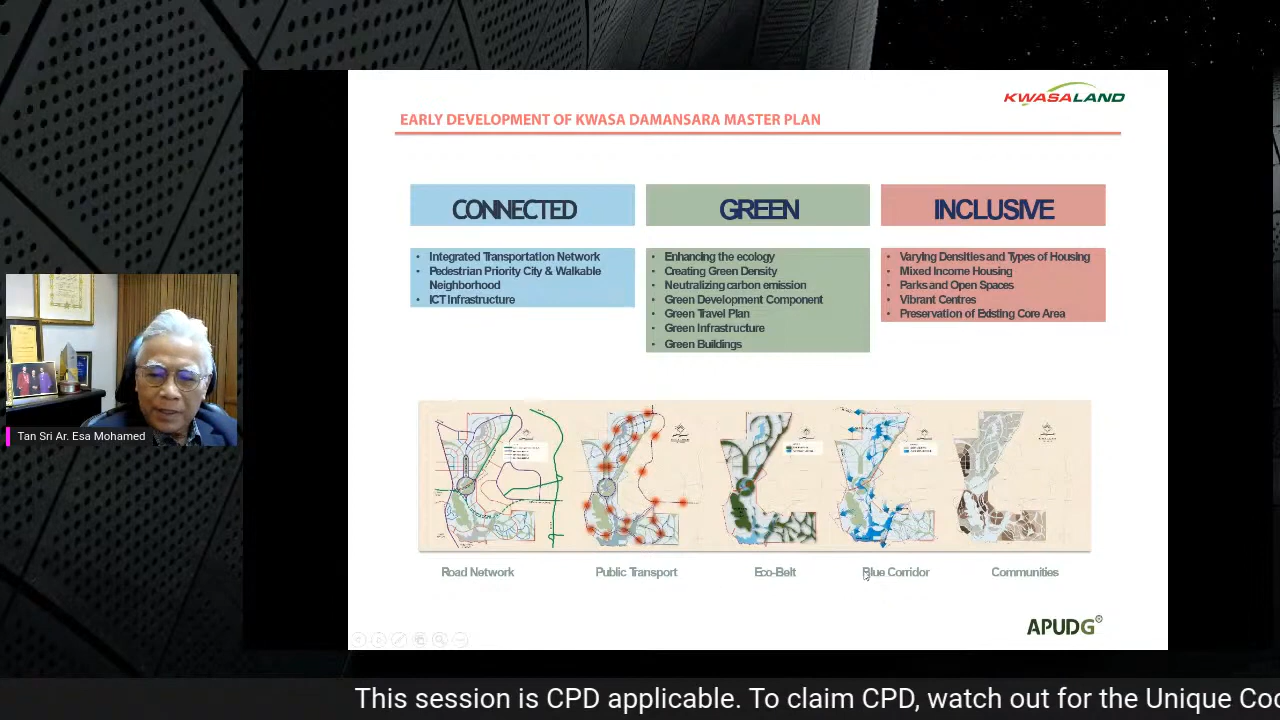 KWASALAND
EARLY DEVELOPMENT OF KWASA DAMANSARA MASTER PLAN
CONNECTED
• Integrated Transportation Network
• Pedestrian Priority City & Walkable
Neighborhood
• ICT Infrastructure
GREEN
• Enhancing the ecology
• Creating Green Density
• Neutralizing carbon emission
• Green Development Component
• Green Travel Plan
• Green Infrastructure
• Green Buildings
INCLUSIVE
• Varying Densities and Types of Housing
• Mixed Income Housing
• Parks and Open Spaces
• Vibrant Centres
• Preservation of Existing Core Area
Tan Sri Ar. Esa Mohamed
Road Network
Public Transport
Eco-Belt
Blue Corridor
Communities
APUDG®
This session is CPD applicable. To claim CPD, watch out for the Unique Co